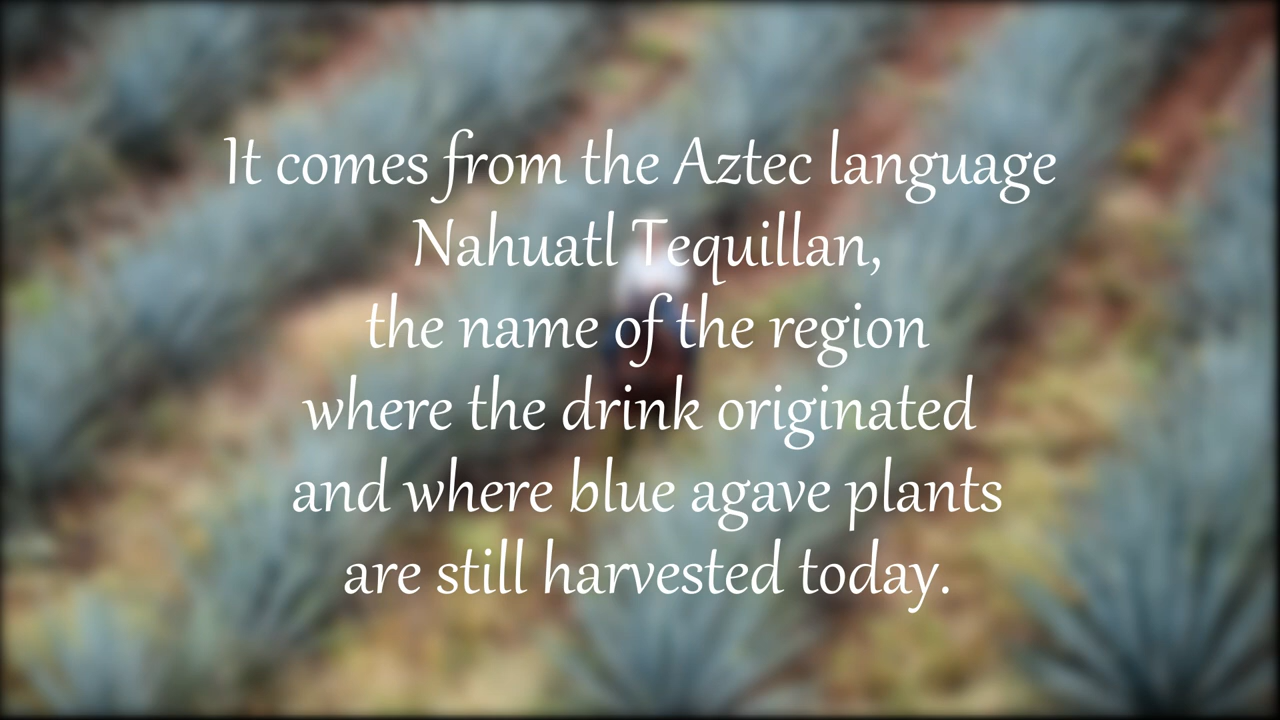 It comes from the Aztec language
Nahuatl Tequillan,
the name of the region
where the drink originated
and where blue agave plants
are still harvested today.